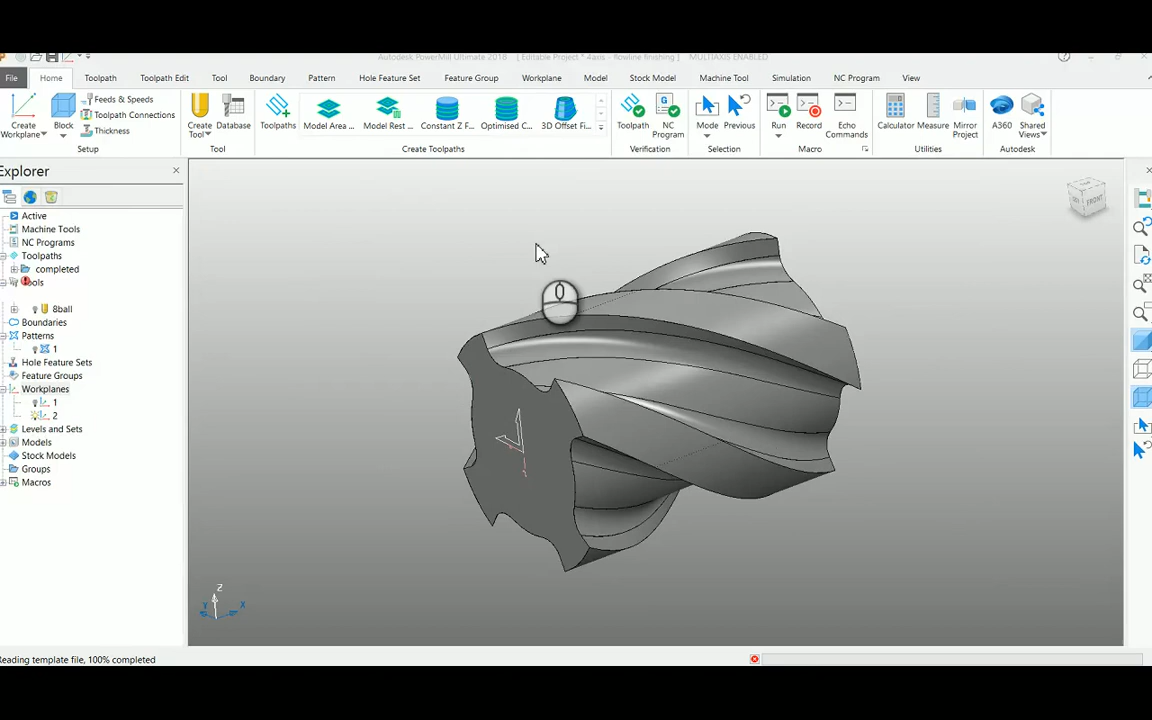 Autodesk PowerMill Ultimate 2018 [ Editable Project * 4axis - flowline finishing ] MULTIAXIS ENABLED
File Home Toolpath Toolpath Edit Tool Boundary Pattern Hole Feature Set Feature Group Workplane Model Stock Model Machine Tool Simulation NC Program View
Create Workplane
Block
Feeds & Speeds
Toolpath Connections
Thickness
Setup
Create Tool
Database
Tool
Toolpaths
Model Area ...
Model Rest ...
Constant Z F...
Optimised C...
3D Offset Fi...
Create Toolpaths
Toolpath
NC Program
Verification
Mode
Previous
Selection
Run
Record
Echo Commands
Macro
Calculator
Measure
Mirror Project
Utilities
A360
Shared Views
Autodesk
Explorer
Active
Machine Tools
NC Programs
Toolpaths
completed
8ball
Boundaries
Patterns
1
Hole Feature Sets
Feature Groups
Workplanes
1
2
Levels and Sets
Models
Stock Models
Groups
Macros
FRONT
Z
Y
X
Reading template file, 100% completed